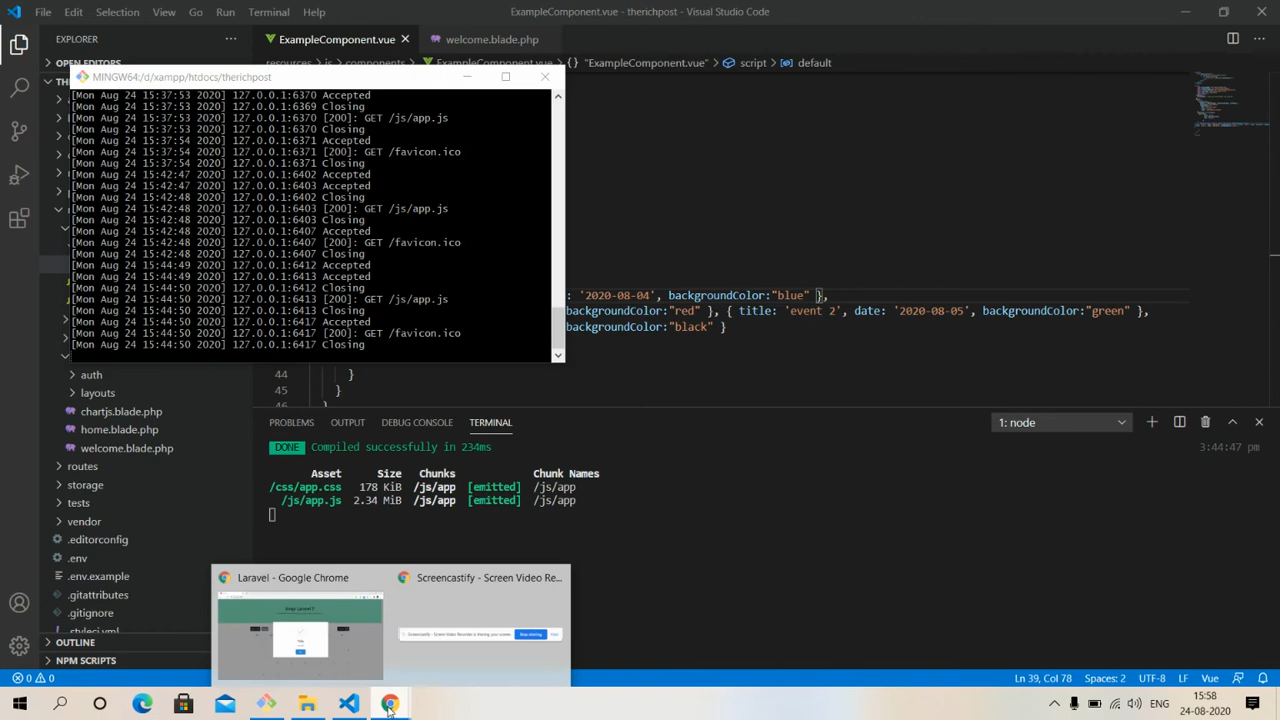 File Edit Selection View Go Run Terminal Help ExampleComponent.vue - therichpost - Visual Studio Code
EXPLORER ··· ExampleComponent.vue welcome.blade.php
MINGW64:/d/xampp/htdocs/therichpost
"ExampleComponent.vue" > script > default
[Mon Aug 24 15:37:53 2020] 127.0.0.1:6370 Accepted
[Mon Aug 24 15:37:53 2020] 127.0.0.1:6369 Closing
[Mon Aug 24 15:37:53 2020] 127.0.0.1:6370 [200]: GET /js/app.js
[Mon Aug 24 15:37:53 2020] 127.0.0.1:6370 Closing
[Mon Aug 24 15:37:54 2020] 127.0.0.1:6371 Accepted
[Mon Aug 24 15:37:54 2020] 127.0.0.1:6371 [200]: GET /favicon.ico
[Mon Aug 24 15:37:54 2020] 127.0.0.1:6371 Closing
[Mon Aug 24 15:42:47 2020] 127.0.0.1:6402 Accepted
[Mon Aug 24 15:42:47 2020] 127.0.0.1:6403 Accepted
[Mon Aug 24 15:42:48 2020] 127.0.0.1:6402 Closing
[Mon Aug 24 15:42:48 2020] 127.0.0.1:6403 [200]: GET /js/app.js
[Mon Aug 24 15:42:48 2020] 127.0.0.1:6403 Closing
[Mon Aug 24 15:42:48 2020] 127.0.0.1:6407 Accepted
[Mon Aug 24 15:42:48 2020] 127.0.0.1:6407 [200]: GET /favicon.ico
[Mon Aug 24 15:42:48 2020] 127.0.0.1:6407 Closing
[Mon Aug 24 15:44:49 2020] 127.0.0.1:6412 Accepted
[Mon Aug 24 15:44:49 2020] 127.0.0.1:6413 Accepted
[Mon Aug 24 15:44:50 2020] 127.0.0.1:6412 Closing
[Mon Aug 24 15:44:50 2020] 127.0.0.1:6413 [200]: GET /js/app.js
[Mon Aug 24 15:44:50 2020] 127.0.0.1:6413 Closing
[Mon Aug 24 15:44:50 2020] 127.0.0.1:6417 Accepted
[Mon Aug 24 15:44:50 2020] 127.0.0.1:6417 [200]: GET /favicon.ico
[Mon Aug 24 15:44:50 2020] 127.0.0.1:6417 Closing
: '2020-08-04', backgroundColor:"blue" },
backgroundColor:"red" }, { title: 'event 2', date: '2020-08-05', backgroundColor:"green" },
backgroundColor:"black" }
44 }
45 }
auth
layouts
chartjs.blade.php
home.blade.php
welcome.blade.php
routes
storage
tests
vendor
.editorconfig
.env
.env.example
.gitattributes
.gitignore
.styleci.yml
OUTLINE
NPM SCRIPTS
PROBLEMS OUTPUT DEBUG CONSOLE TERMINAL 1: node
DONE Compiled successfully in 234ms 3:44:47 PM
Asset Size Chunks Chunk Names
/css/app.css 178 KiB /js/app [emitted] /js/app
/js/app.js 2.34 MiB /js/app [emitted] /js/app
Laravel - Google Chrome Screencastify - Screen Video Re...
Stop sharing
0 0 Ln 39, Col 78 Spaces: 2 UTF-8 LF Vue
ENG 15:58
24-08-2020